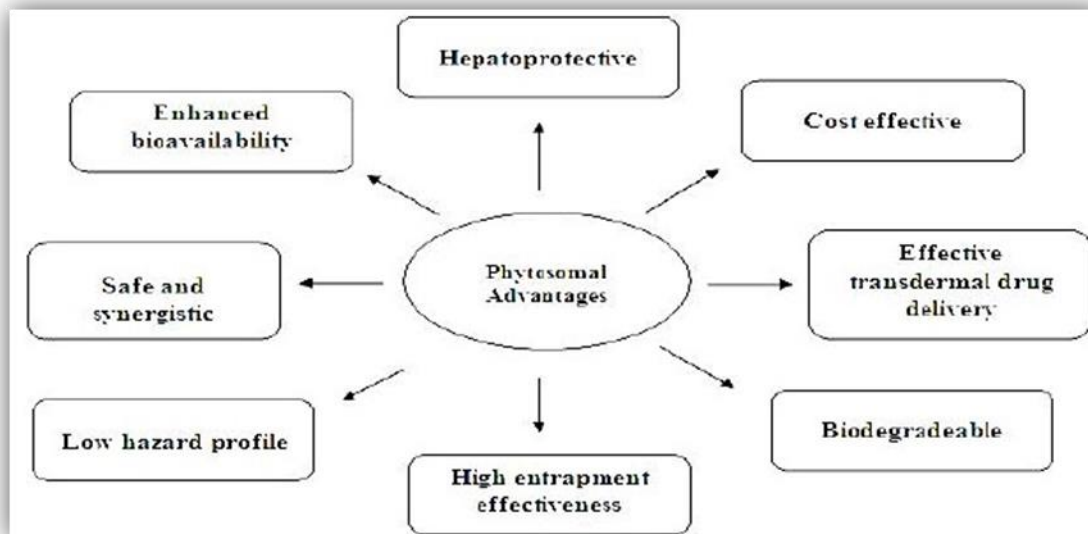 Hepatoprotective
Enhanced
bioavailability
Cost effective
Effective
transdermal drug
delivery
Safe and
synergistic
Phytosomal
Advantages
Low hazard profile
Biodegradeable
High entrapment
effectiveness